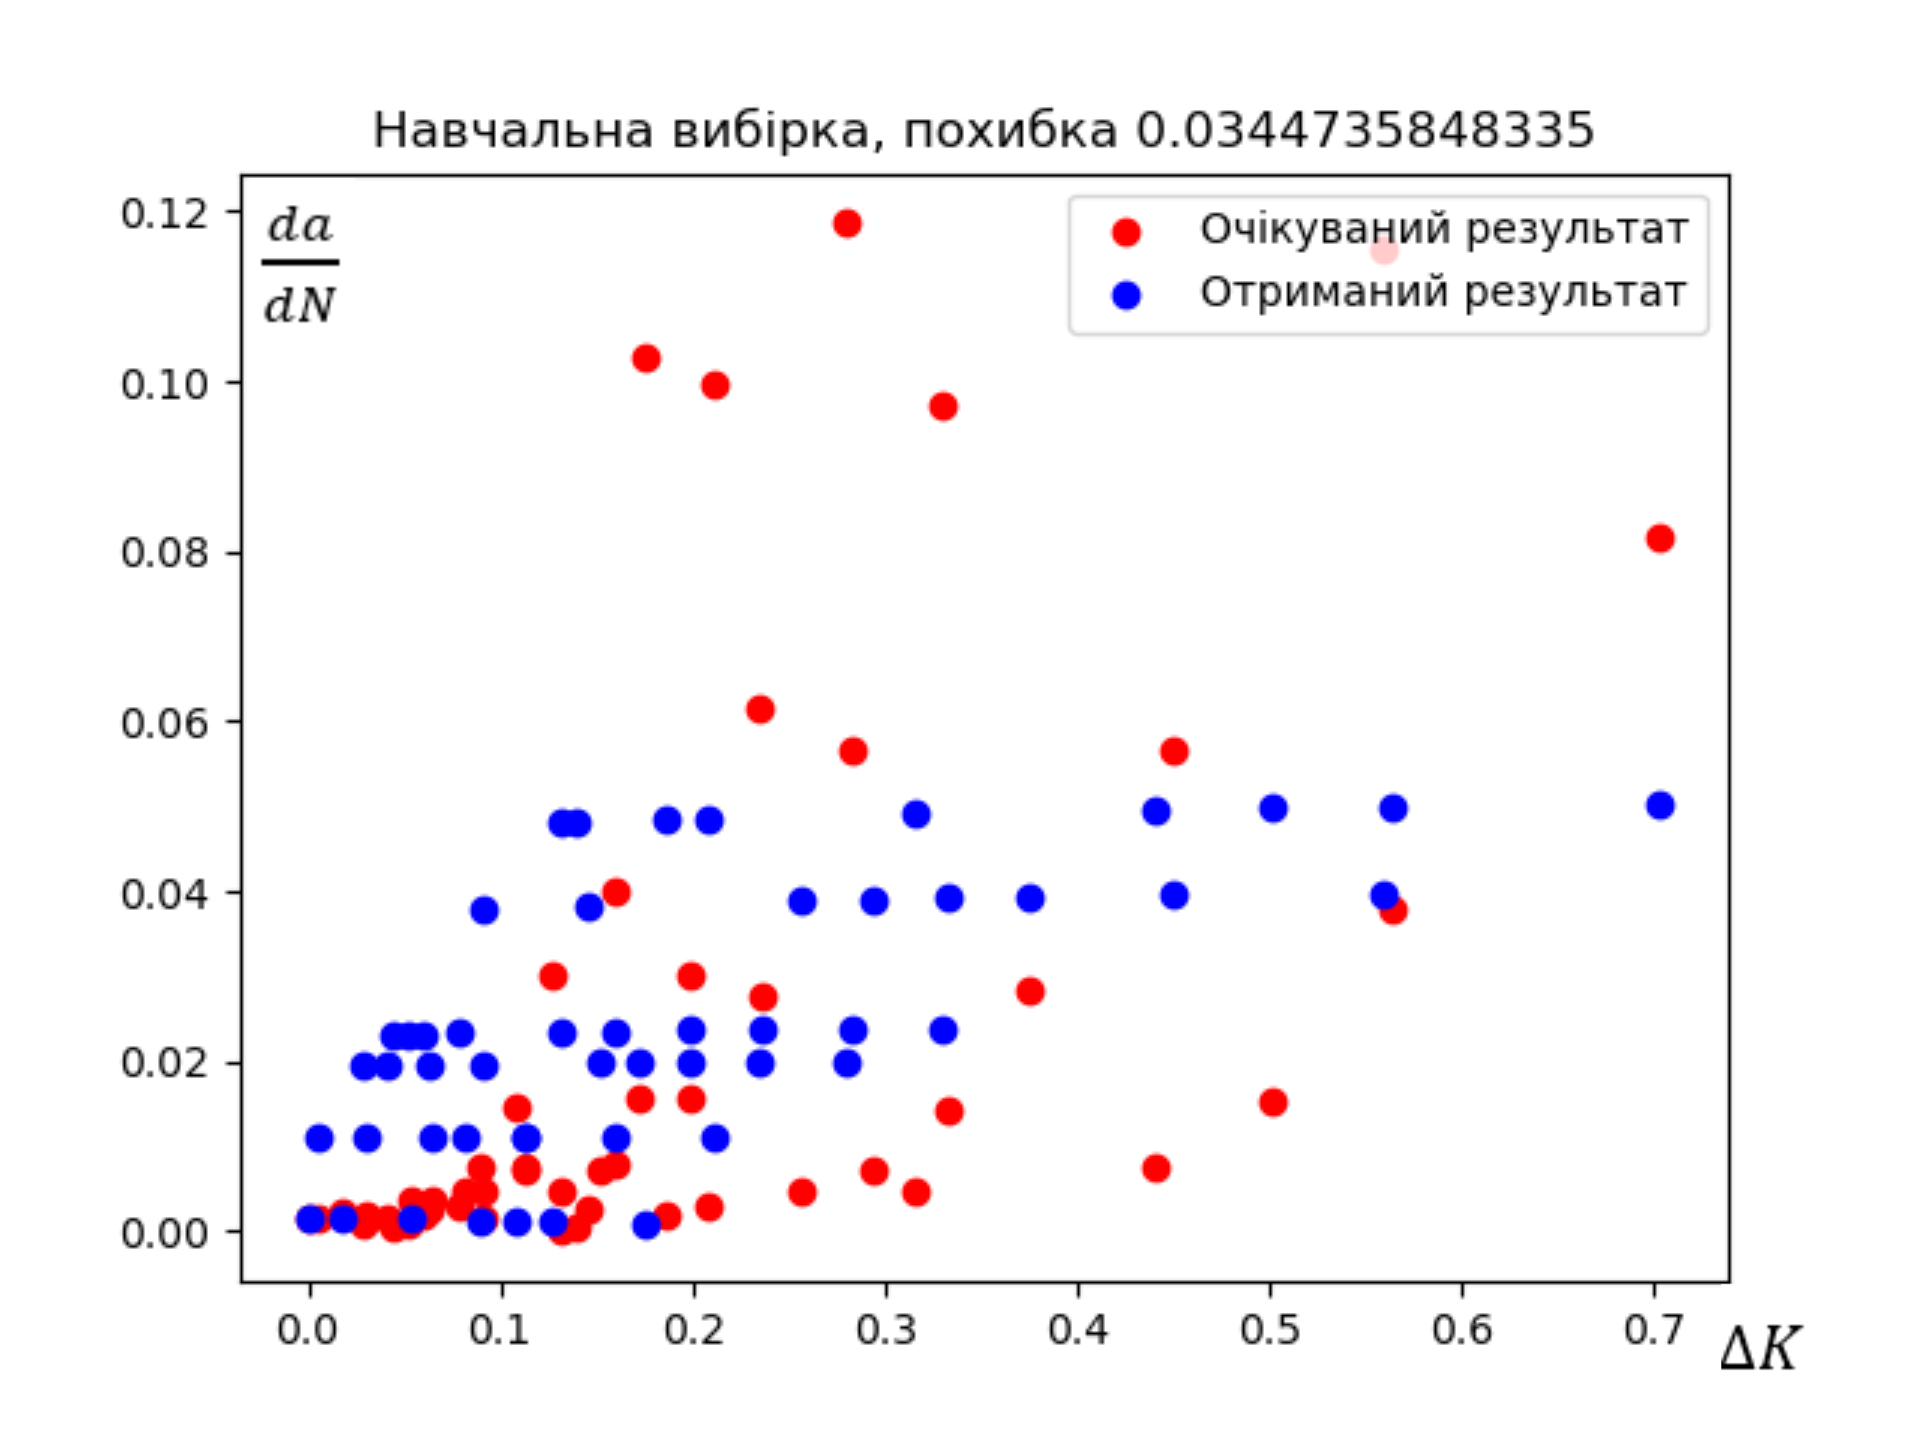 Навчальна вибірка, похибка 0.0344735848335
da
dN
Очікуваний результат
Отриманий результат
0.12
0.10
0.08
0.06
0.04
0.02
0.00
0.0 0.1 0.2 0.3 0.4 0.5 0.6 0.7
ΔK